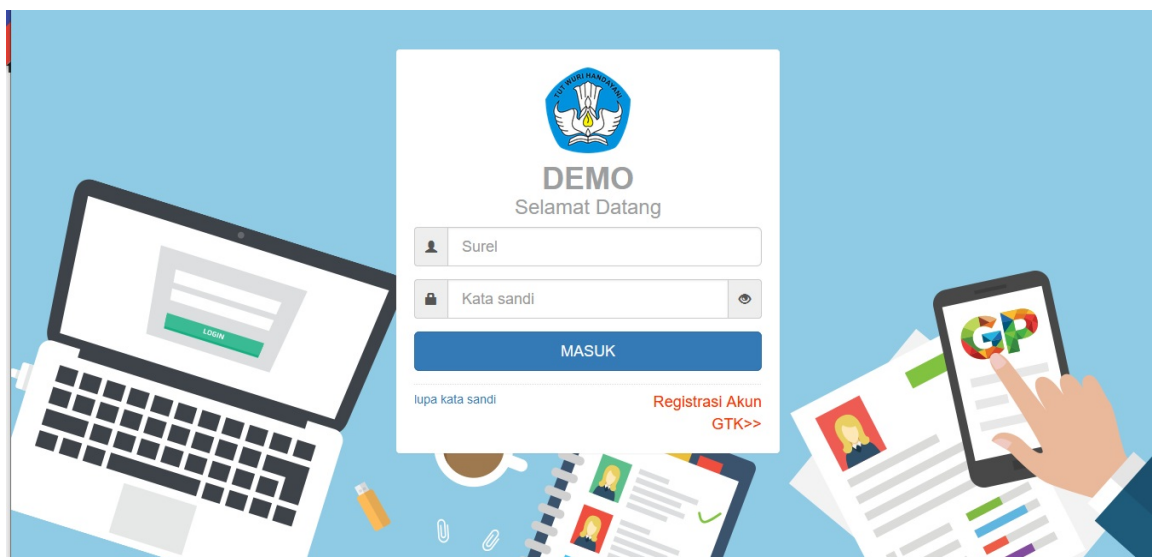 TUT WURI HANDAYANI
DEMO
Selamat Datang
Surel
Kata sandi
MASUK
lupa kata sandi
Registrasi Akun
GTK>>
LOGIN
GP